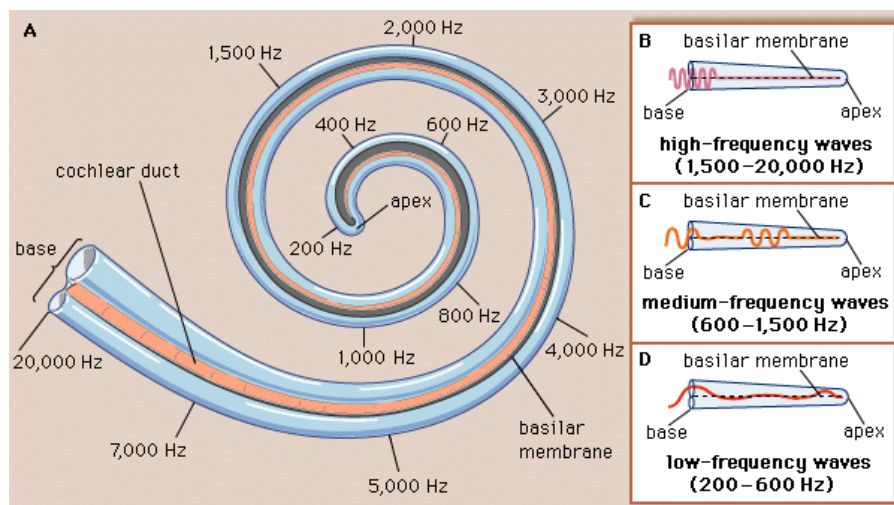 A
2,000 Hz
1,500 Hz
3,000 Hz
400 Hz
600 Hz
cochlear duct
apex
200 Hz
base
800 Hz
20,000 Hz
1,000 Hz
4,000 Hz
7,000 Hz
basilar
membrane
5,000 Hz
B
basilar membrane
base
apex
high-frequency waves
(1,500–20,000 Hz)
C
basilar membrane
base
apex
medium-frequency waves
(600–1,500 Hz)
D
basilar membrane
base
apex
low-frequency waves
(200–600 Hz)